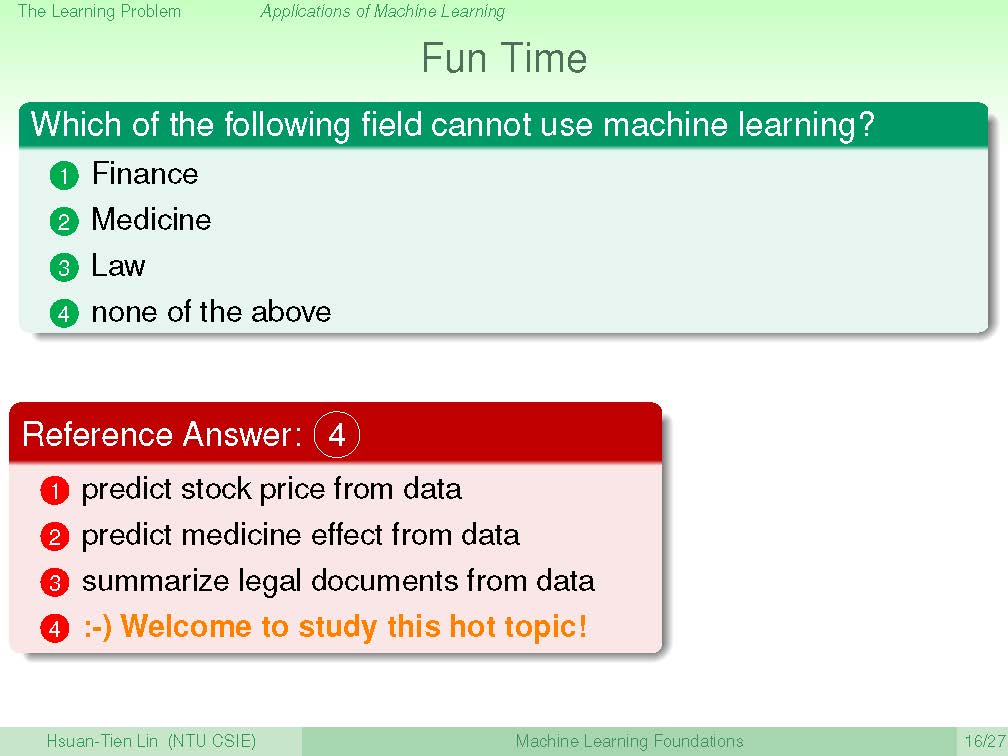 The Learning Problem Applications of Machine Learning
Fun Time
Which of the following field cannot use machine learning?
1 Finance
2 Medicine
3 Law
4 none of the above
Reference Answer: 4
1 predict stock price from data
2 predict medicine effect from data
3 summarize legal documents from data
4 :-) Welcome to study this hot topic!
Hsuan-Tien Lin (NTU CSIE) Machine Learning Foundations 16/27